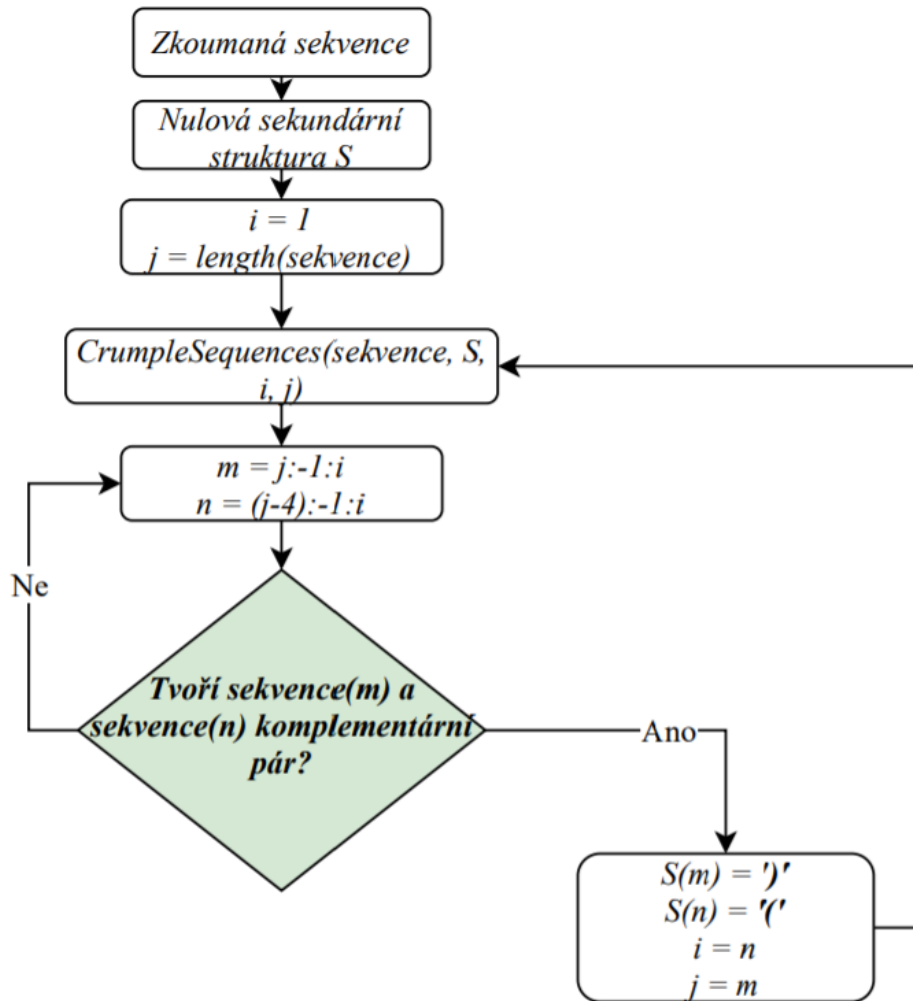 Zkoumaná sekvence
Nulová sekundární
struktura S
i = 1
j = length(sekvence)
CrumpleSequences(sekvence, S,
i, j)
m = j:-1:i
n = (j-4):-1:i
Ne
Tvoří sekvence(m) a
sekvence(n) komplementární
pár?
Ano
S(m) = ')'
S(n) = '('
i = n
j = m